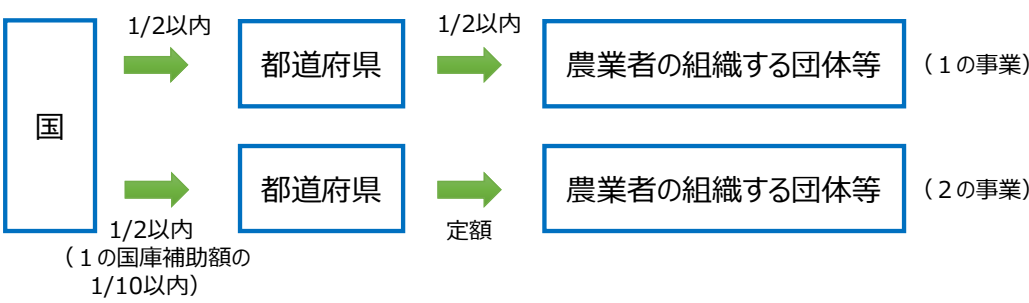 1/2以内
1/2以内
国
都道府県
農業者の組織する団体等
（１の事業）
都道府県
農業者の組織する団体等
（２の事業）
1/2以内
（１の国庫補助額の
1/10以内）
定額